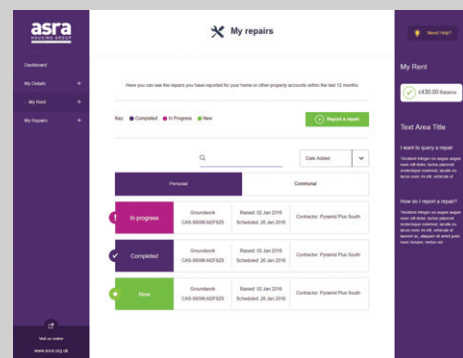 asra
HOUSING GROUP
Dashboard
My Details +
- My Rent +
My Repairs +
Visit us online
www.asra.org.uk
My repairs
Here you can see the repairs you have reported for your home or other property accounts within the last 12 months
Key: Completed In Progress New
Report a repair
Date Added
Personal Communal
In progress
Groundwork
Raised: 02 Jan 2016
Scheduled: 26 Jan 2016
Contractor: Pyramid Plus South
Completed
Groundwork
Raised: 02 Jan 2016
Scheduled: 26 Jan 2016
Contractor: Pyramid Plus South
New
Groundwork
Raised: 02 Jan 2016
Scheduled: 26 Jan 2016
Contractor: Pyramid Plus South
Need Help?
My Rent
£430.00 Balance
Text Area Title
I want to query a repair
How do I report a repair?